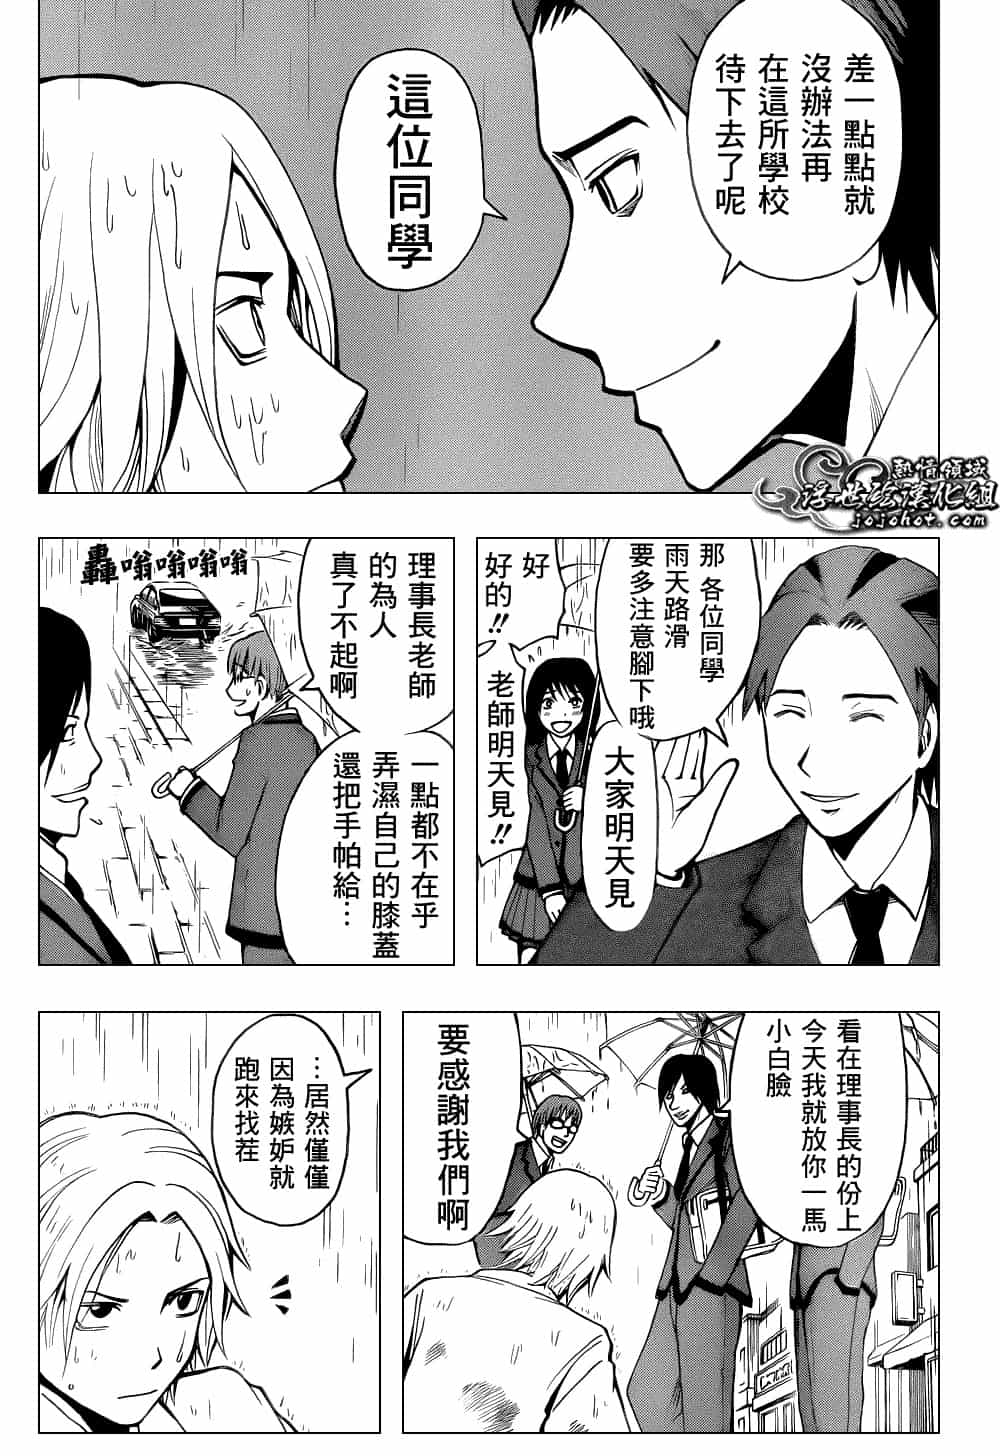 差一點點就
沒辦法再
在這所學校
待下去了呢
這位同學
熱情領域
浮世绘漢化組
jojohot.com
那 各位同學
雨天路滑
要多注意腳下哦
大家明天見
好
好的!!
老師明天見!!
理事長老師
的為人
真了不起啊
一點都不在乎
弄濕自己的膝蓋
還把手帕給…
轟嗡嗡嗡嗡
看在理事長的份上
今天我就放你一馬
小白臉
要感謝我們啊
…居然僅僅
因為嫉妒就
跑來找茬